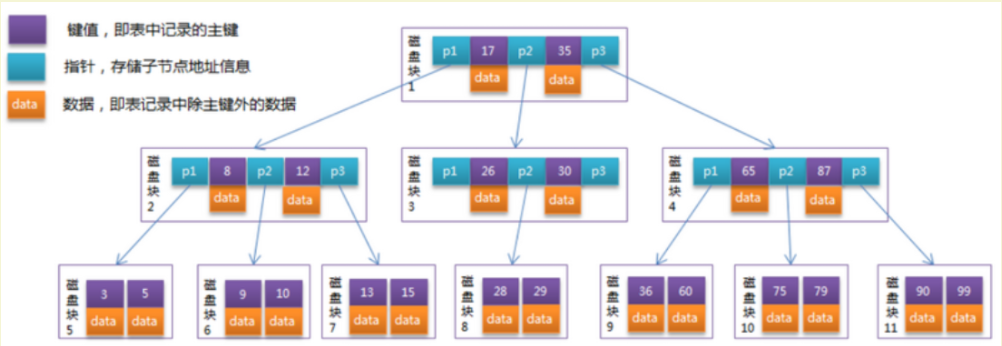 键值，即表中记录的主键
指针，存储子节点地址信息
data 数据，即表记录中除主键外的数据
磁盘块1 p1 17 p2 35 p3
data data
磁盘块2 p1 8 p2 12 p3
data data
磁盘块3 p1 26 p2 30 p3
data data
磁盘块4 p1 65 p2 87 p3
data data
磁盘块5 3 5
data data
磁盘块6 9 10
data data
磁盘块7 13 15
data data
磁盘块8 28 29
data data
磁盘块9 36 60
data data
磁盘块10 75 79
data data
磁盘块11 90 99
data data